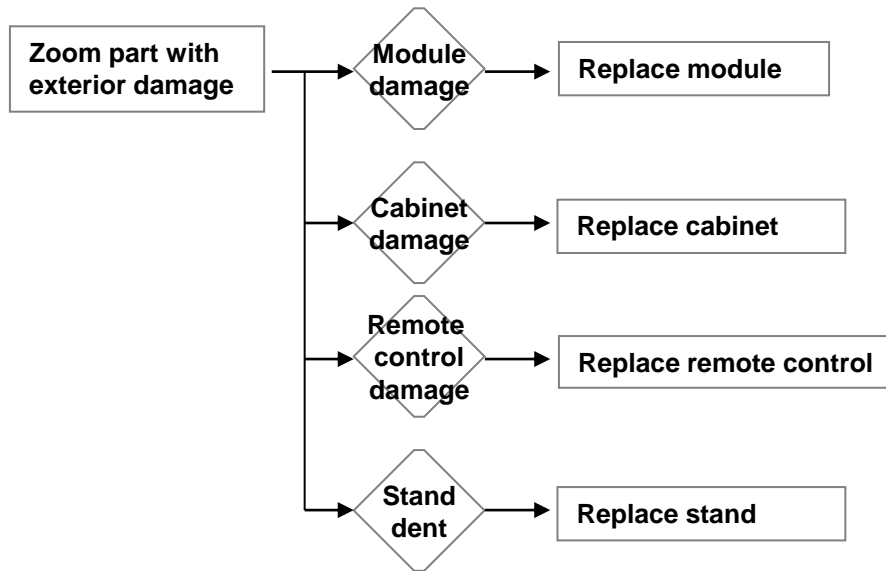 Zoom part with
exterior damage
Module
damage
Replace module
Cabinet
damage
Replace cabinet
Remote
control
damage
Replace remote control
Stand
dent
Replace stand